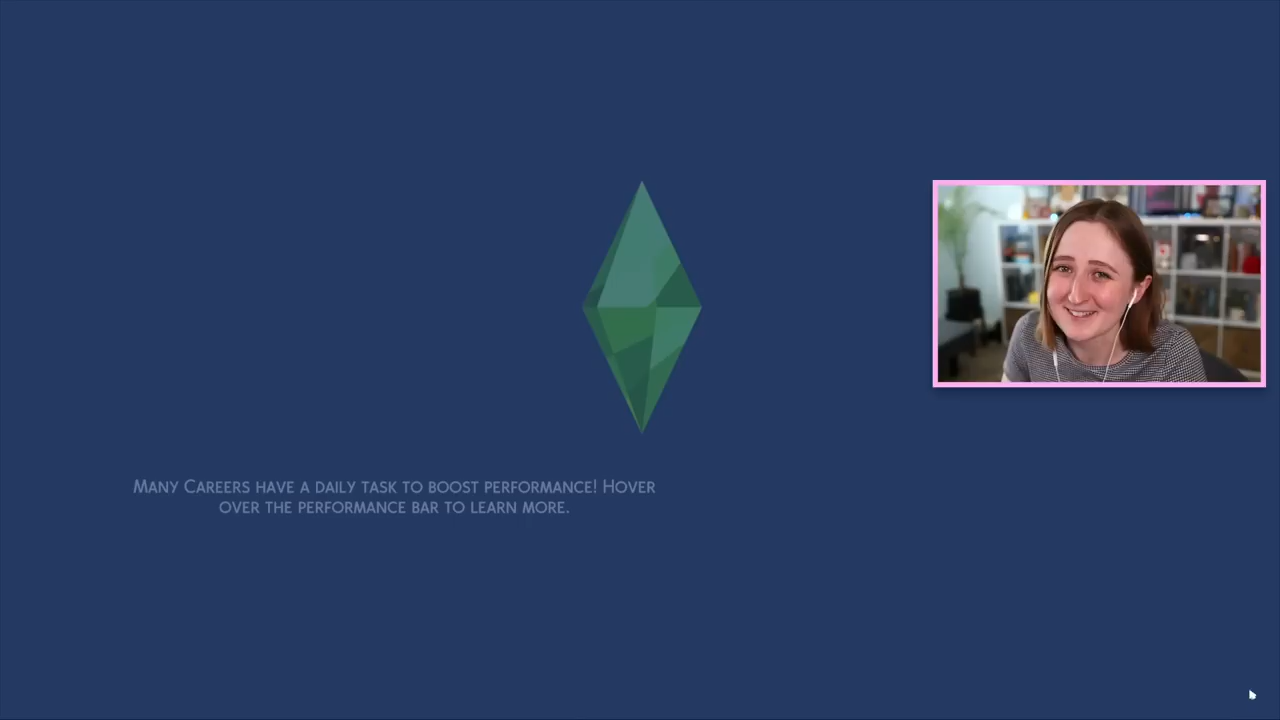 Many Careers have a daily task to boost performance! Hover
over the performance bar to learn more.